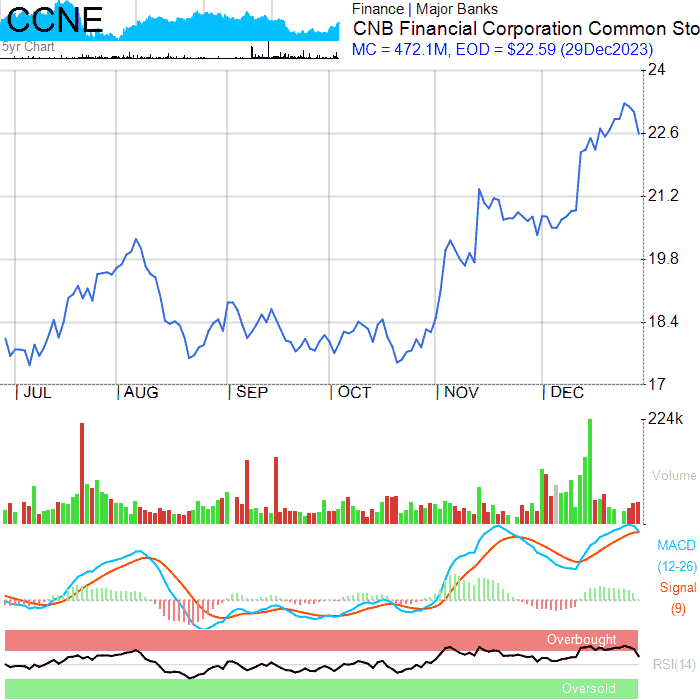 CCNE
5yr Chart
Finance | Major Banks
CNB Financial Corporation Common Sto
MC = 472.1M, EOD = $22.59 (29Dec2023)
24
22.6
21.2
19.8
18.4
17
JUL AUG SEP OCT NOV DEC
224k
Volume
MACD
(12-26)
Signal
(9)
Overbought
RSI(14)
Oversold